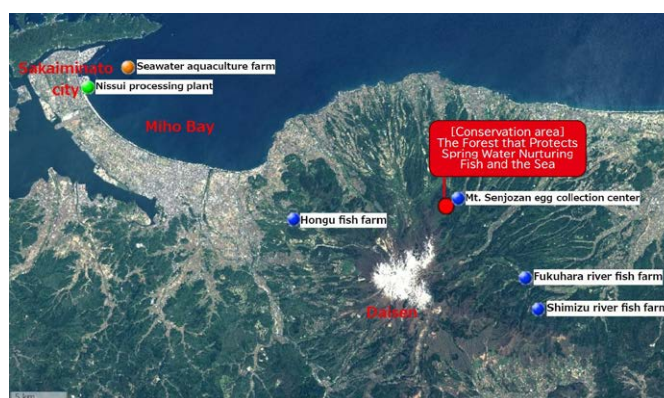 Sakaiminato
city
Seawater aquaculture farm
Nissui processing plant
Miho Bay
[Conservation area]
The Forest that Protects
Spring Water Nurturing
Fish and the Sea
Mt. Senjozan egg collection center
Hongu fish farm
Fukuhara river fish farm
Daisen
Shimizu river fish farm
5 km